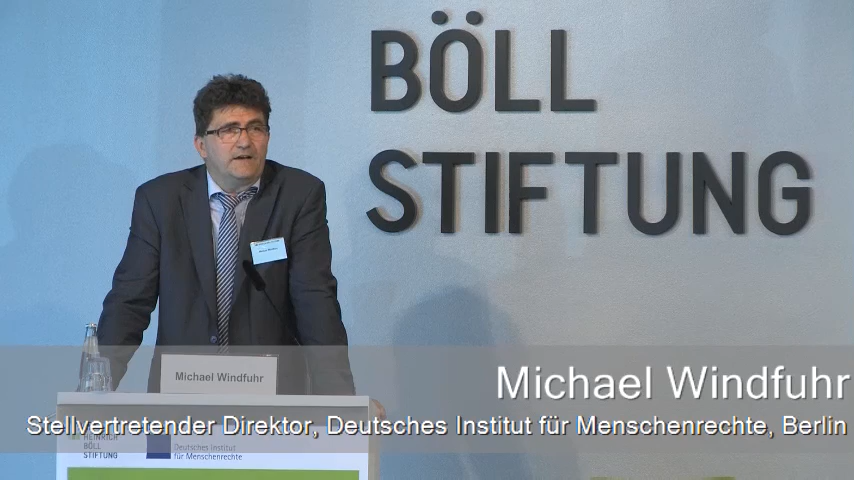 BÖLL
STIFTUNG
Michael Windfuhr
Michael Windfuhr
Stellvertretender Direktor, Deutsches Institut für Menschenrechte, Berlin
HEINRICH
BÖLL
STIFTUNG
Deutsches Institut
für Menschenrechte